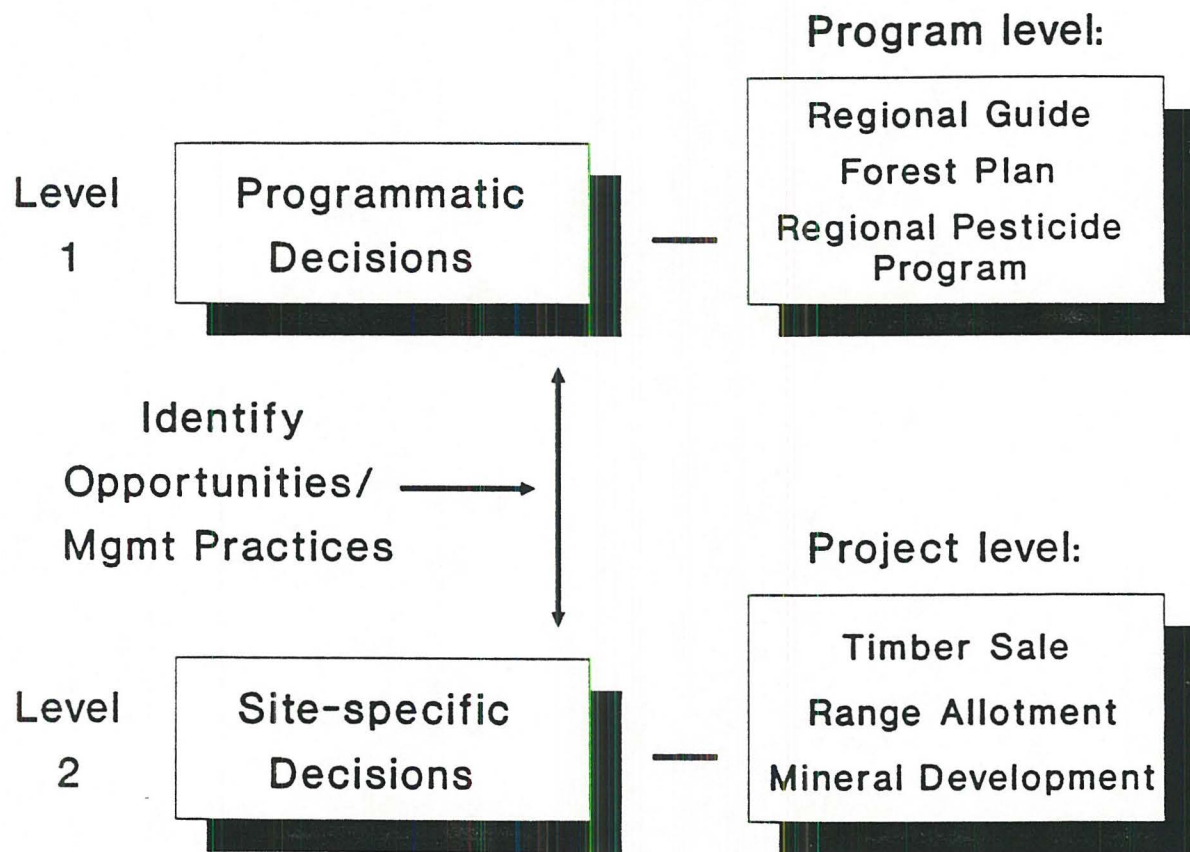 Program level:
Regional Guide
Forest Plan
Regional Pesticide
Program
Level
1
Programmatic
Decisions
Identify
Opportunities/
Mgmt Practices
Project level:
Timber Sale
Range Allotment
Mineral Development
Level
2
Site-specific
Decisions